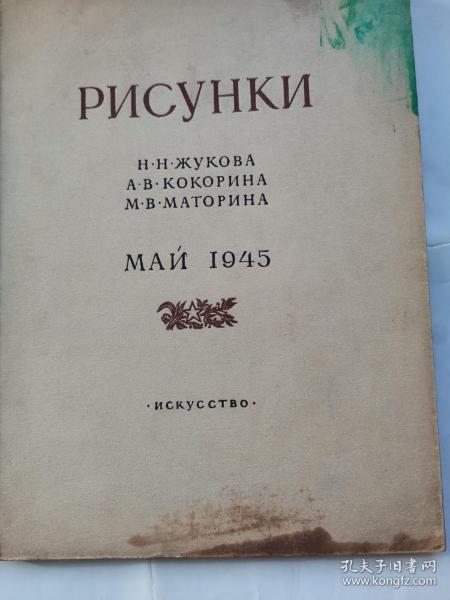 РИСУНКИ
Н·Н·ЖУКОВА
А·В·КОКОРИНА
М·В·МАТОРИНА
МАЙ 1945
·ИСКУССТВО·
孔夫子旧书网
www.kongfz.com